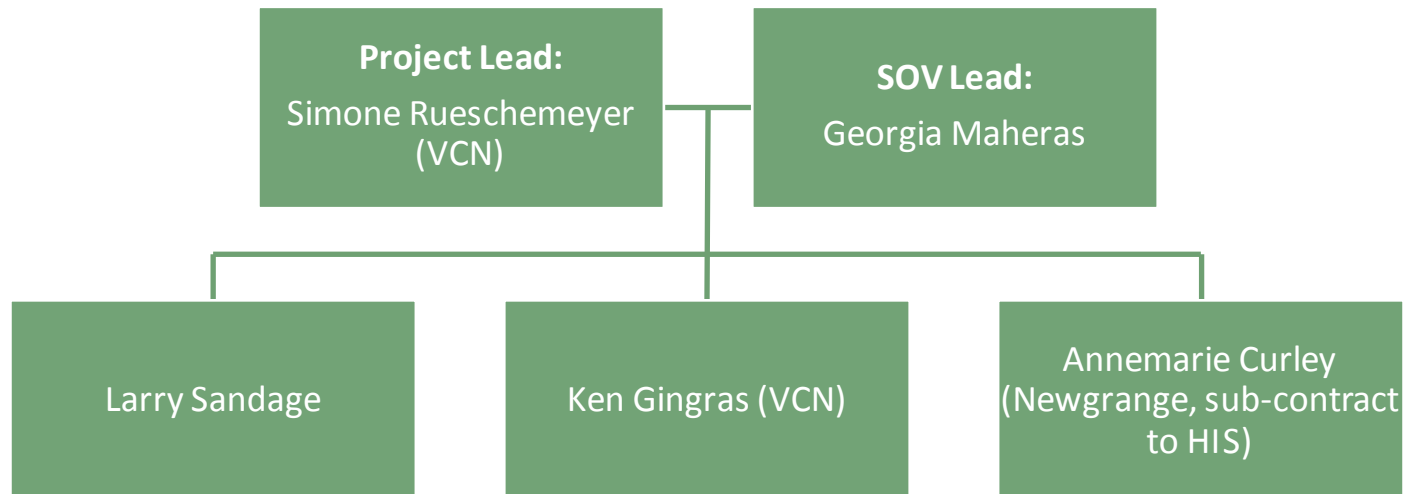 Project Lead:
Simone Rueschemeyer
(VCN)
SOV Lead:
Georgia Maheras
Larry Sandage
Ken Gingras (VCN)
Annemarie Curley
(Newgrange, sub-contract
to HIS)